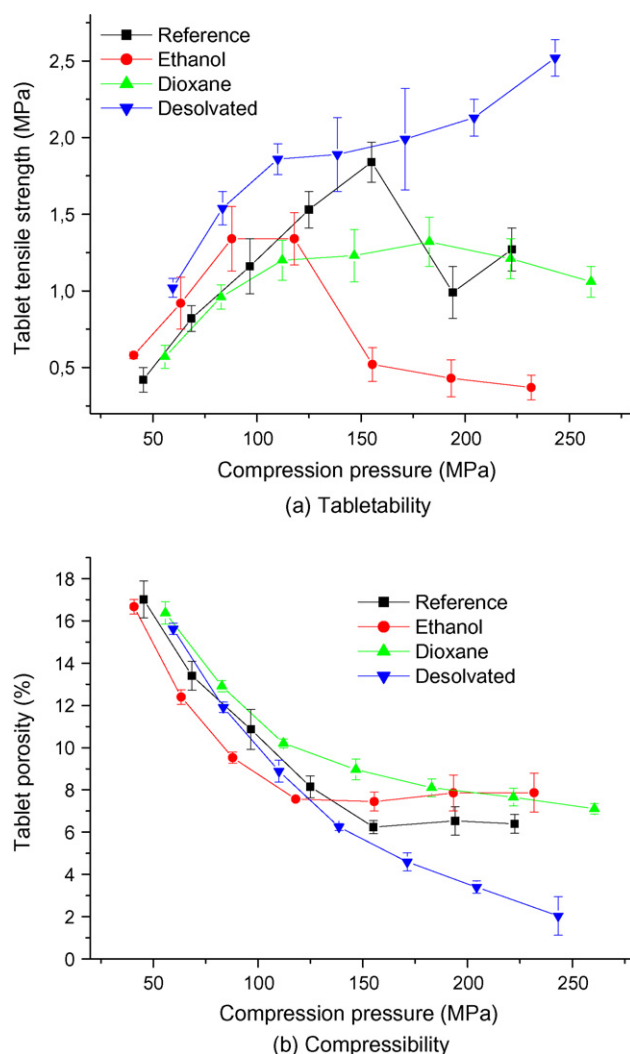 Reference
Ethanol
Dioxane
Desolvated
2,5
2,0
1,5
1,0
0,5
Tablet tensile strength (MPa)
50 100 150 200 250
Compression pressure (MPa)
(a) Tabletability
18
16
14
12
10
8
6
4
2
0
Tablet porosity (%)
Reference
Ethanol
Dioxane
Desolvated
50 100 150 200 250
Compression pressure (MPa)
(b) Compressibility